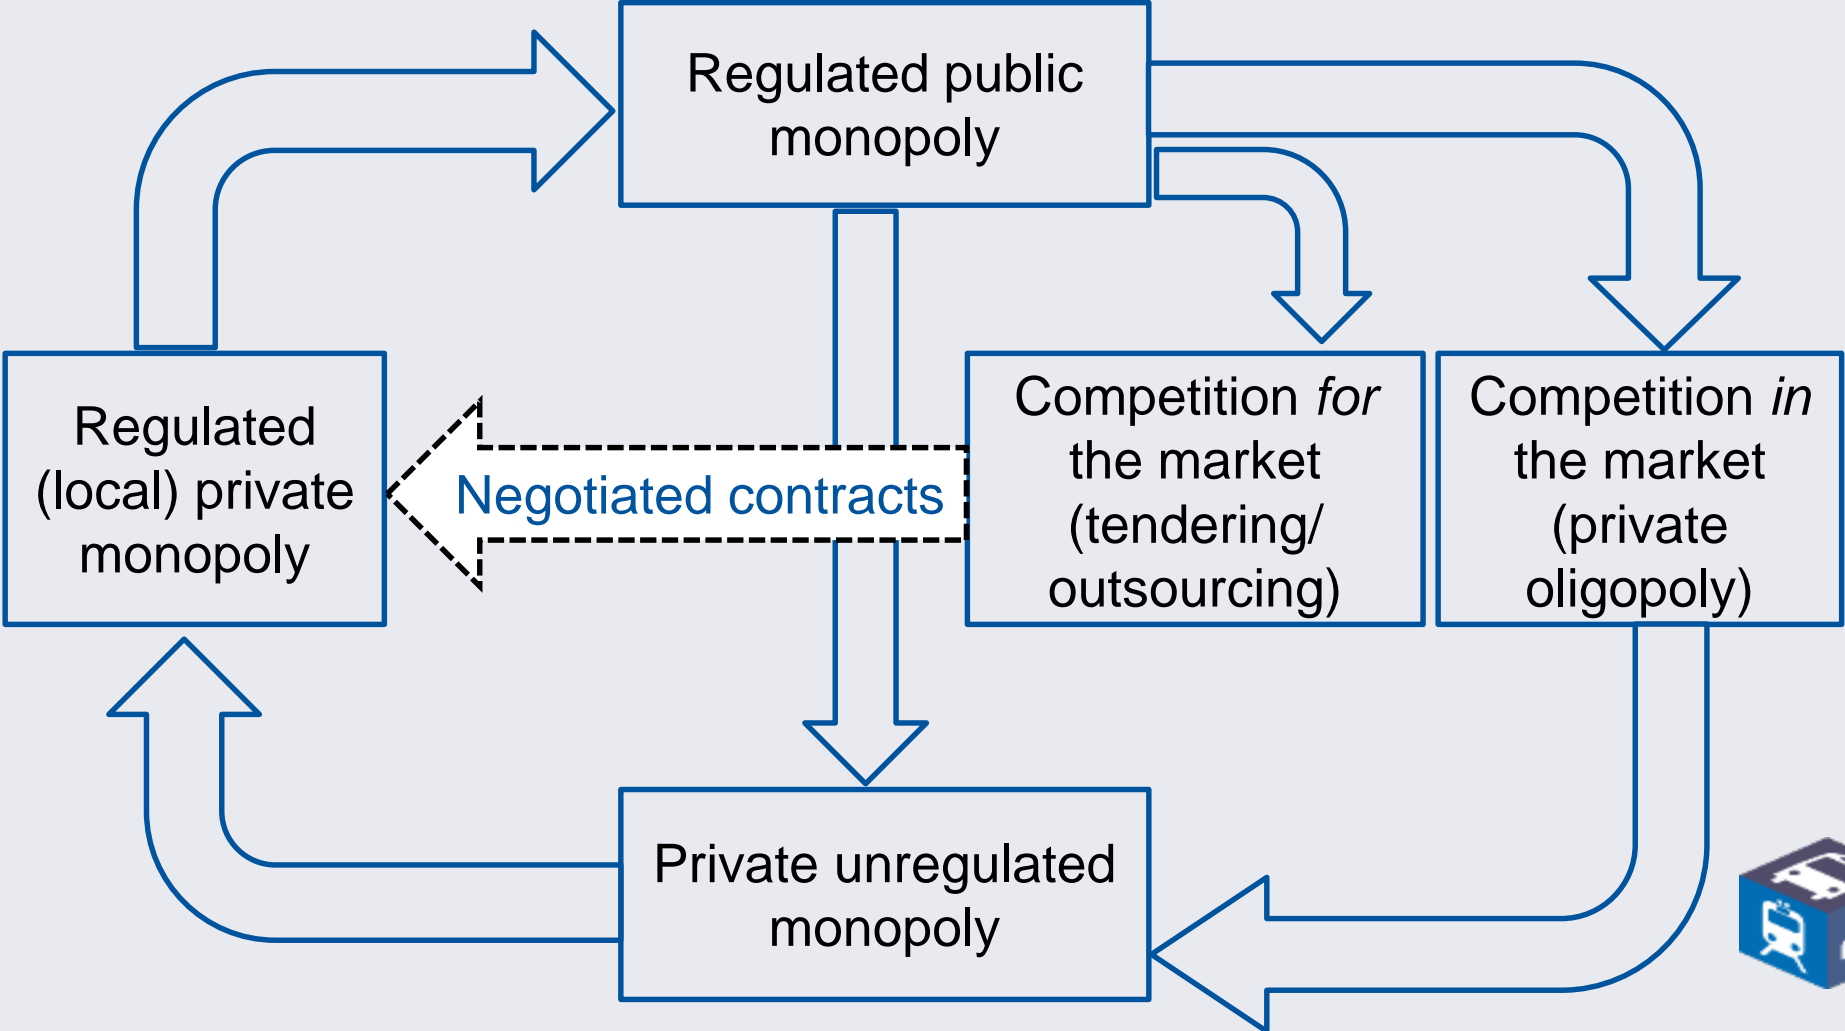 Regulated public
monopoly
Regulated
(local) private
monopoly
Negotiated contracts
Competition for
the market
(tendering/
outsourcing)
Competition in
the market
(private
oligopoly)
Private unregulated
monopoly